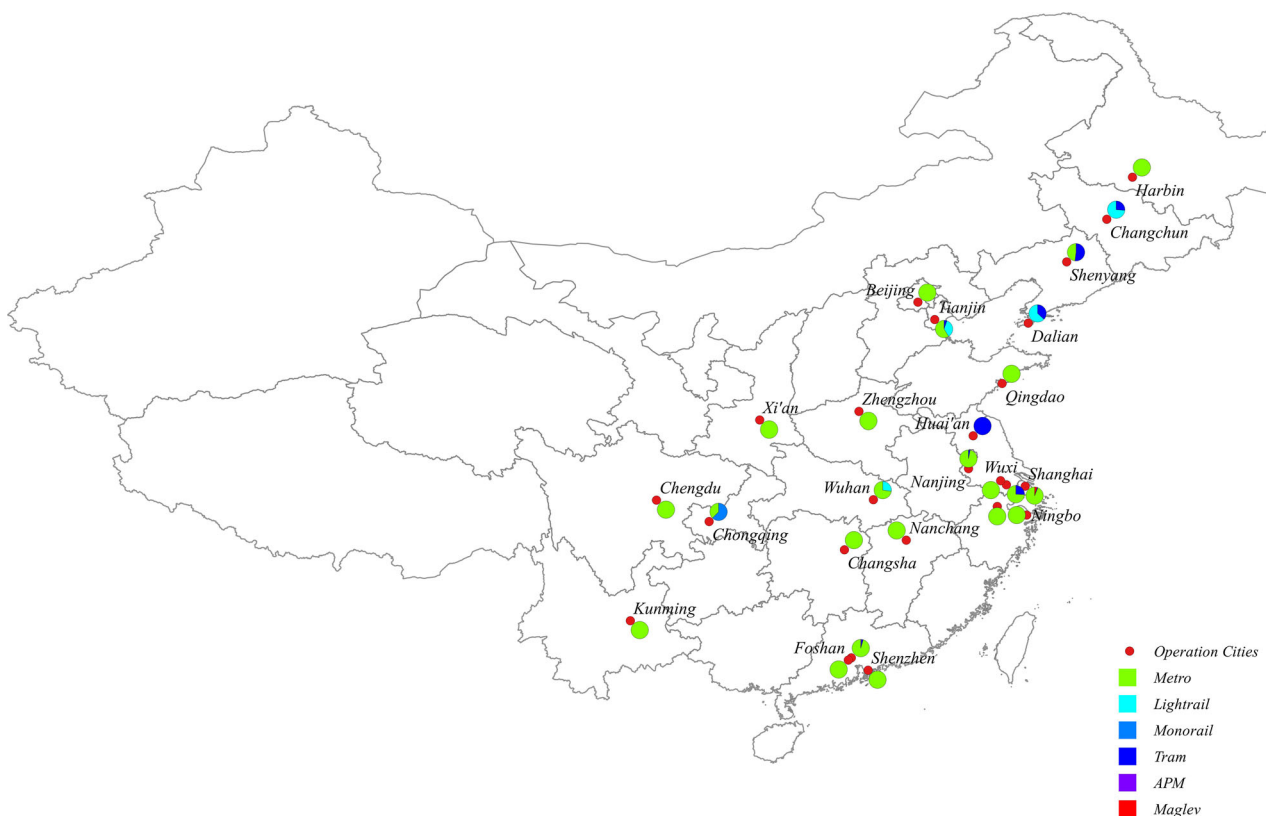 Harbin
Changchun
Shenyang
Beijing
Tianjin
Dalian
Qingdao
Xi'an
Zhengzhou
Huai'an
Wuxi
Shanghai
Nanjing
Wuhan
Chengdu
Chongqing
Ningbo
Nanchang
Changsha
Kunming
Foshan
Shenzhen
Operation Cities
Metro
Lightrail
Monorail
Tram
APM
Maglev